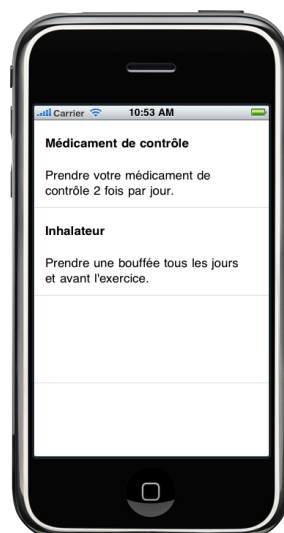 Carrier 10:53 AM
Médicament de contrôle
Prendre votre médicament de
contrôle 2 fois par jour.
Inhalateur
Prendre une bouffée tous les jours
et avant l'exercice.